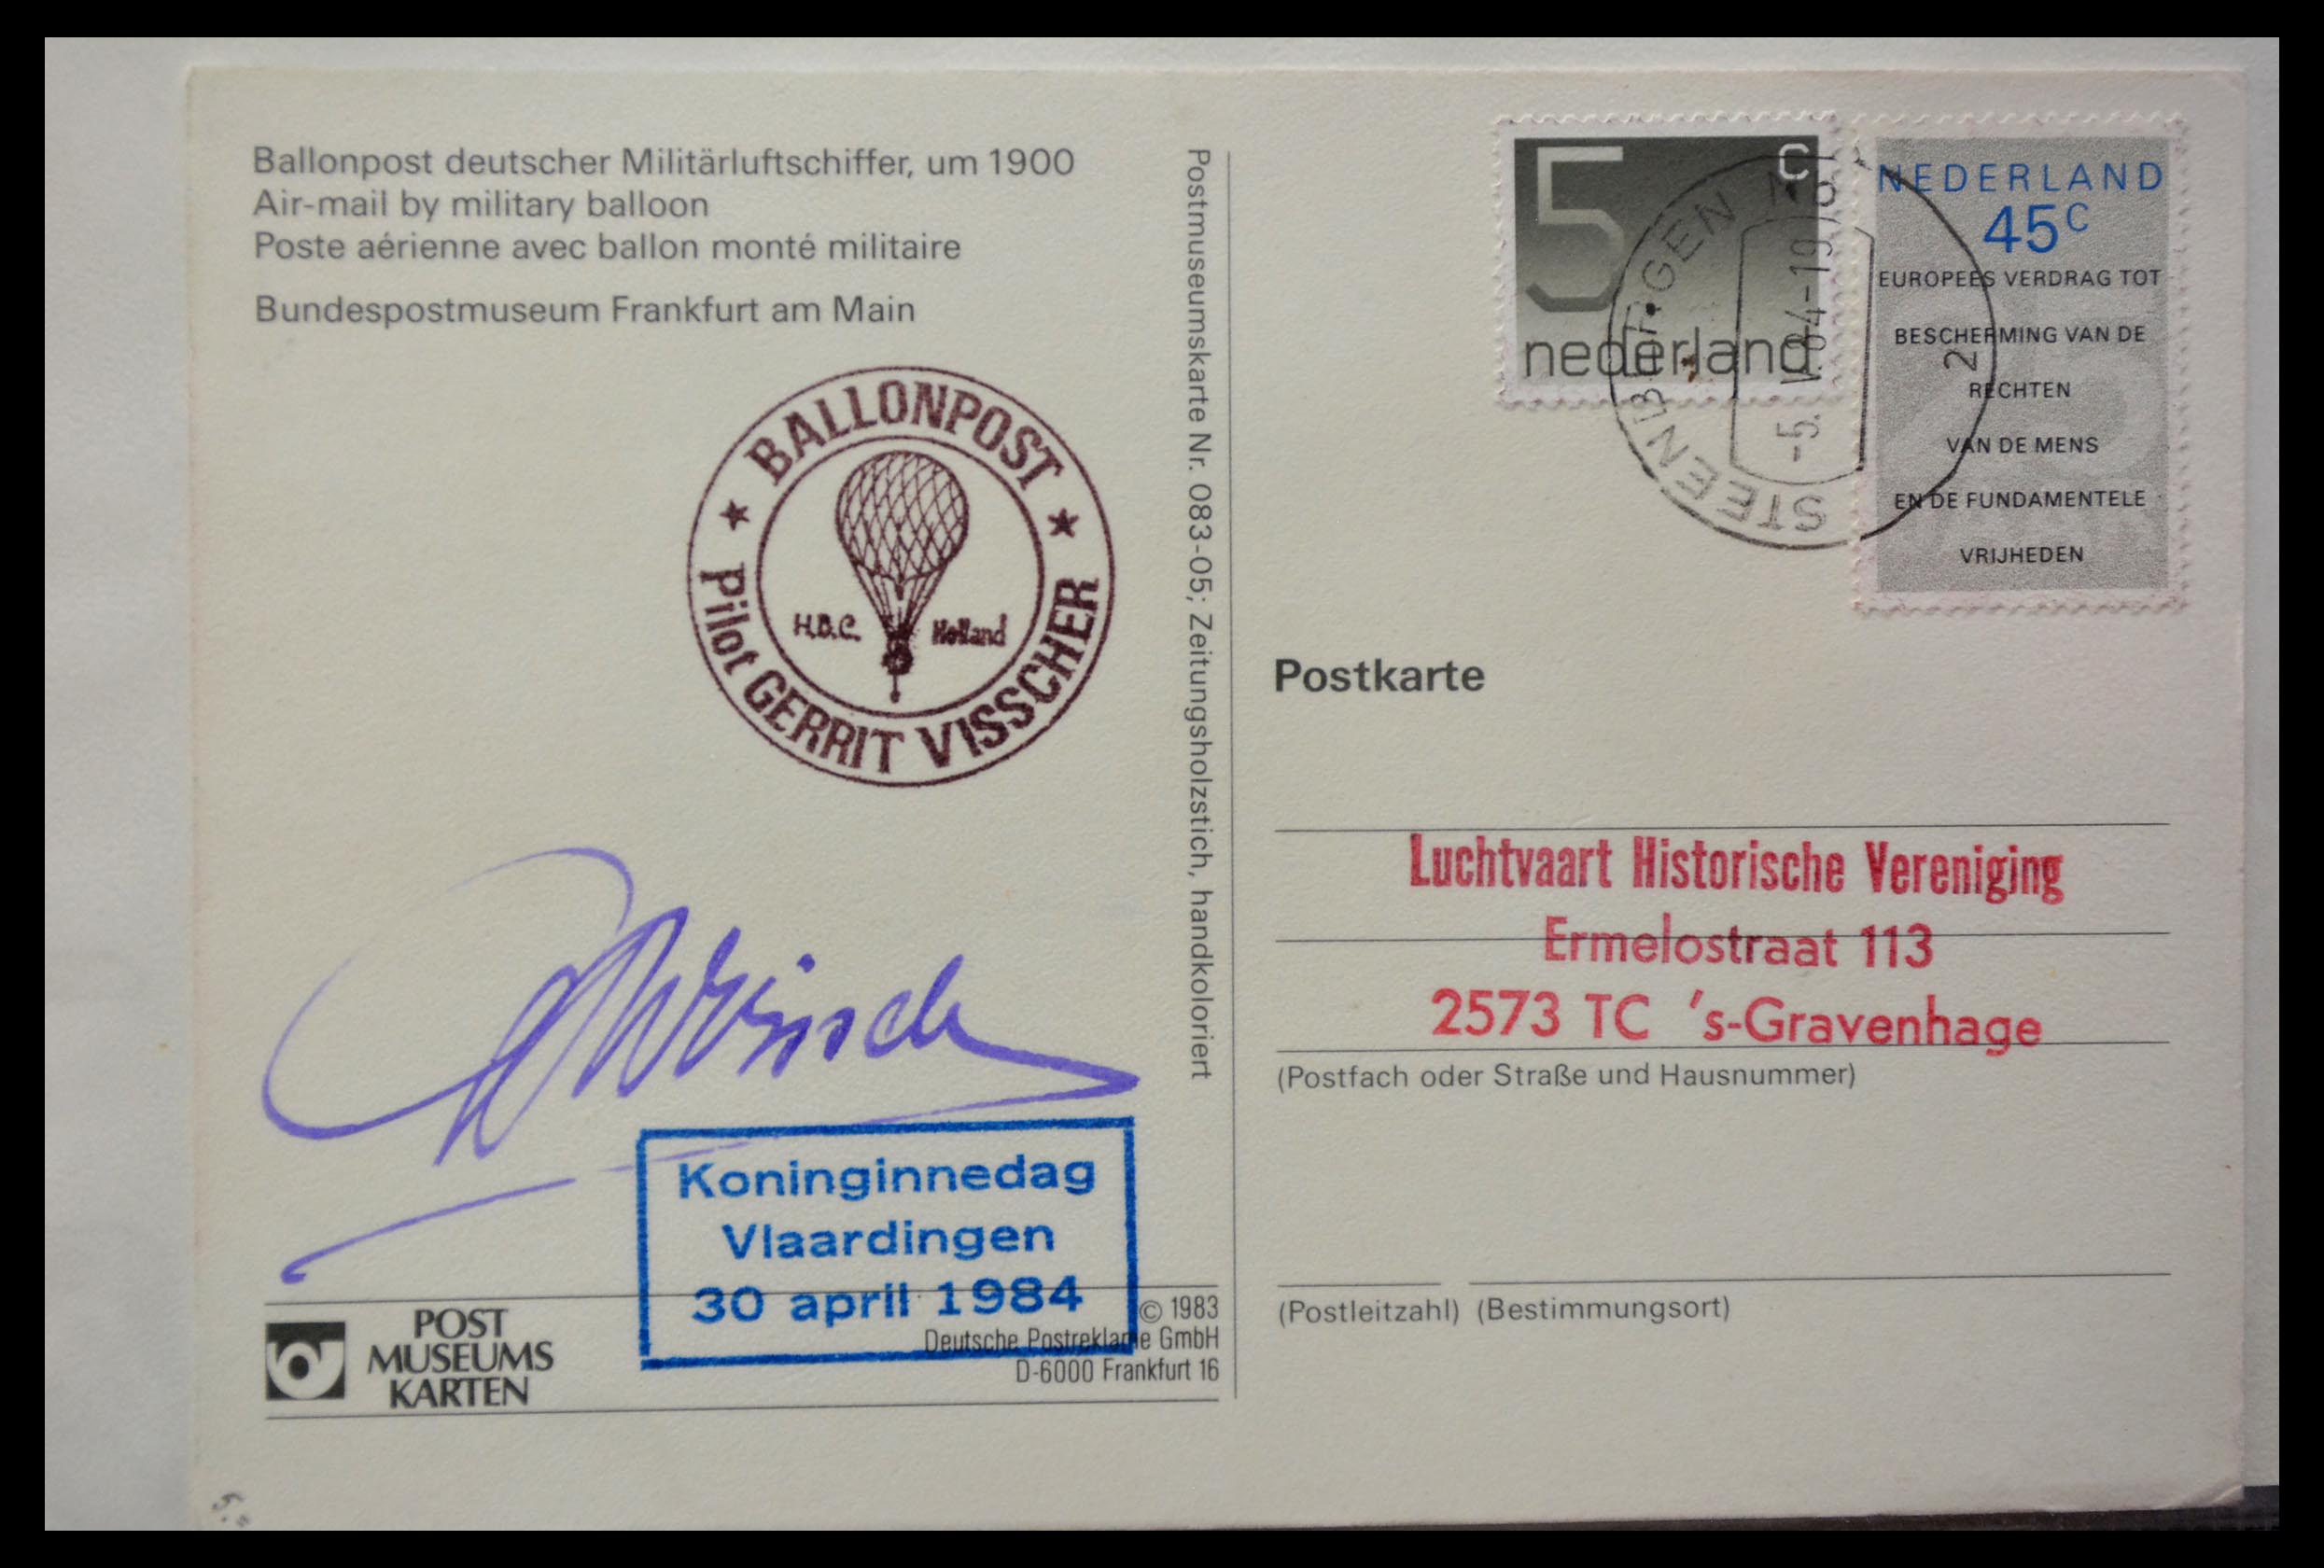 Ballonpost deutscher Militärluftschiffer, um 1900
Air-mail by military balloon
Poste aérienne avec ballon monté militaire
Bundespostmuseum Frankfurt am Main
BALLONPOST
H.B.C. Holland
Pilot GERRIT VISSCHER
Koninginnedag
Vlaardingen
30 april 1984
POST
MUSEUMS
KARTEN
© 1983
Deutsche Postreklame GmbH
D-6000 Frankfurt 16
Postmuseumskarte Nr. 083-05; Zeitungsholzstich, handkoloriert
5 c
nederland
NEDERLAND
45c
EUROPEES VERDRAG TOT
BESCHERMING VAN DE
RECHTEN
VAN DE MENS
EN DE FUNDAMENTELE
VRIJHEDEN
STEENBERGEN
Postkarte
Luchtvaart Historische Vereniging
Ermelostraat 113
2573 TC 's-Gravenhage
(Postfach oder Straße und Hausnummer)
(Postleitzahl) (Bestimmungsort)